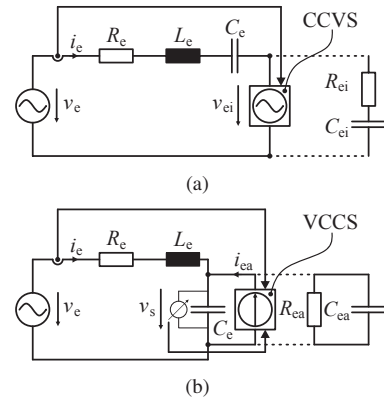 CCVS
i_e
R_e
L_e
C_e
v_e
v_ei
R_ei
C_ei
(a)
VCCS
i_e
R_e
L_e
i_ea
v_e
v_s
C_e
R_ea
C_ea
(b)